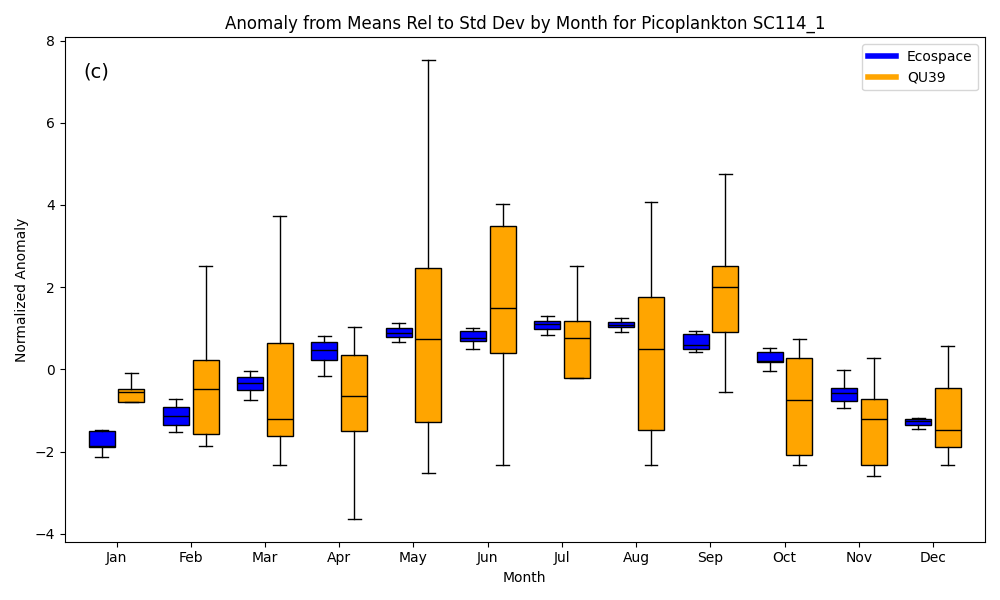 Anomaly from Means Rel to Std Dev by Month for Picoplankton SC114_1
(c)
Ecospace
QU39
Normalized Anomaly
8
6
4
2
0
−2
−4
Jan Feb Mar Apr May Jun Jul Aug Sep Oct Nov Dec
Month